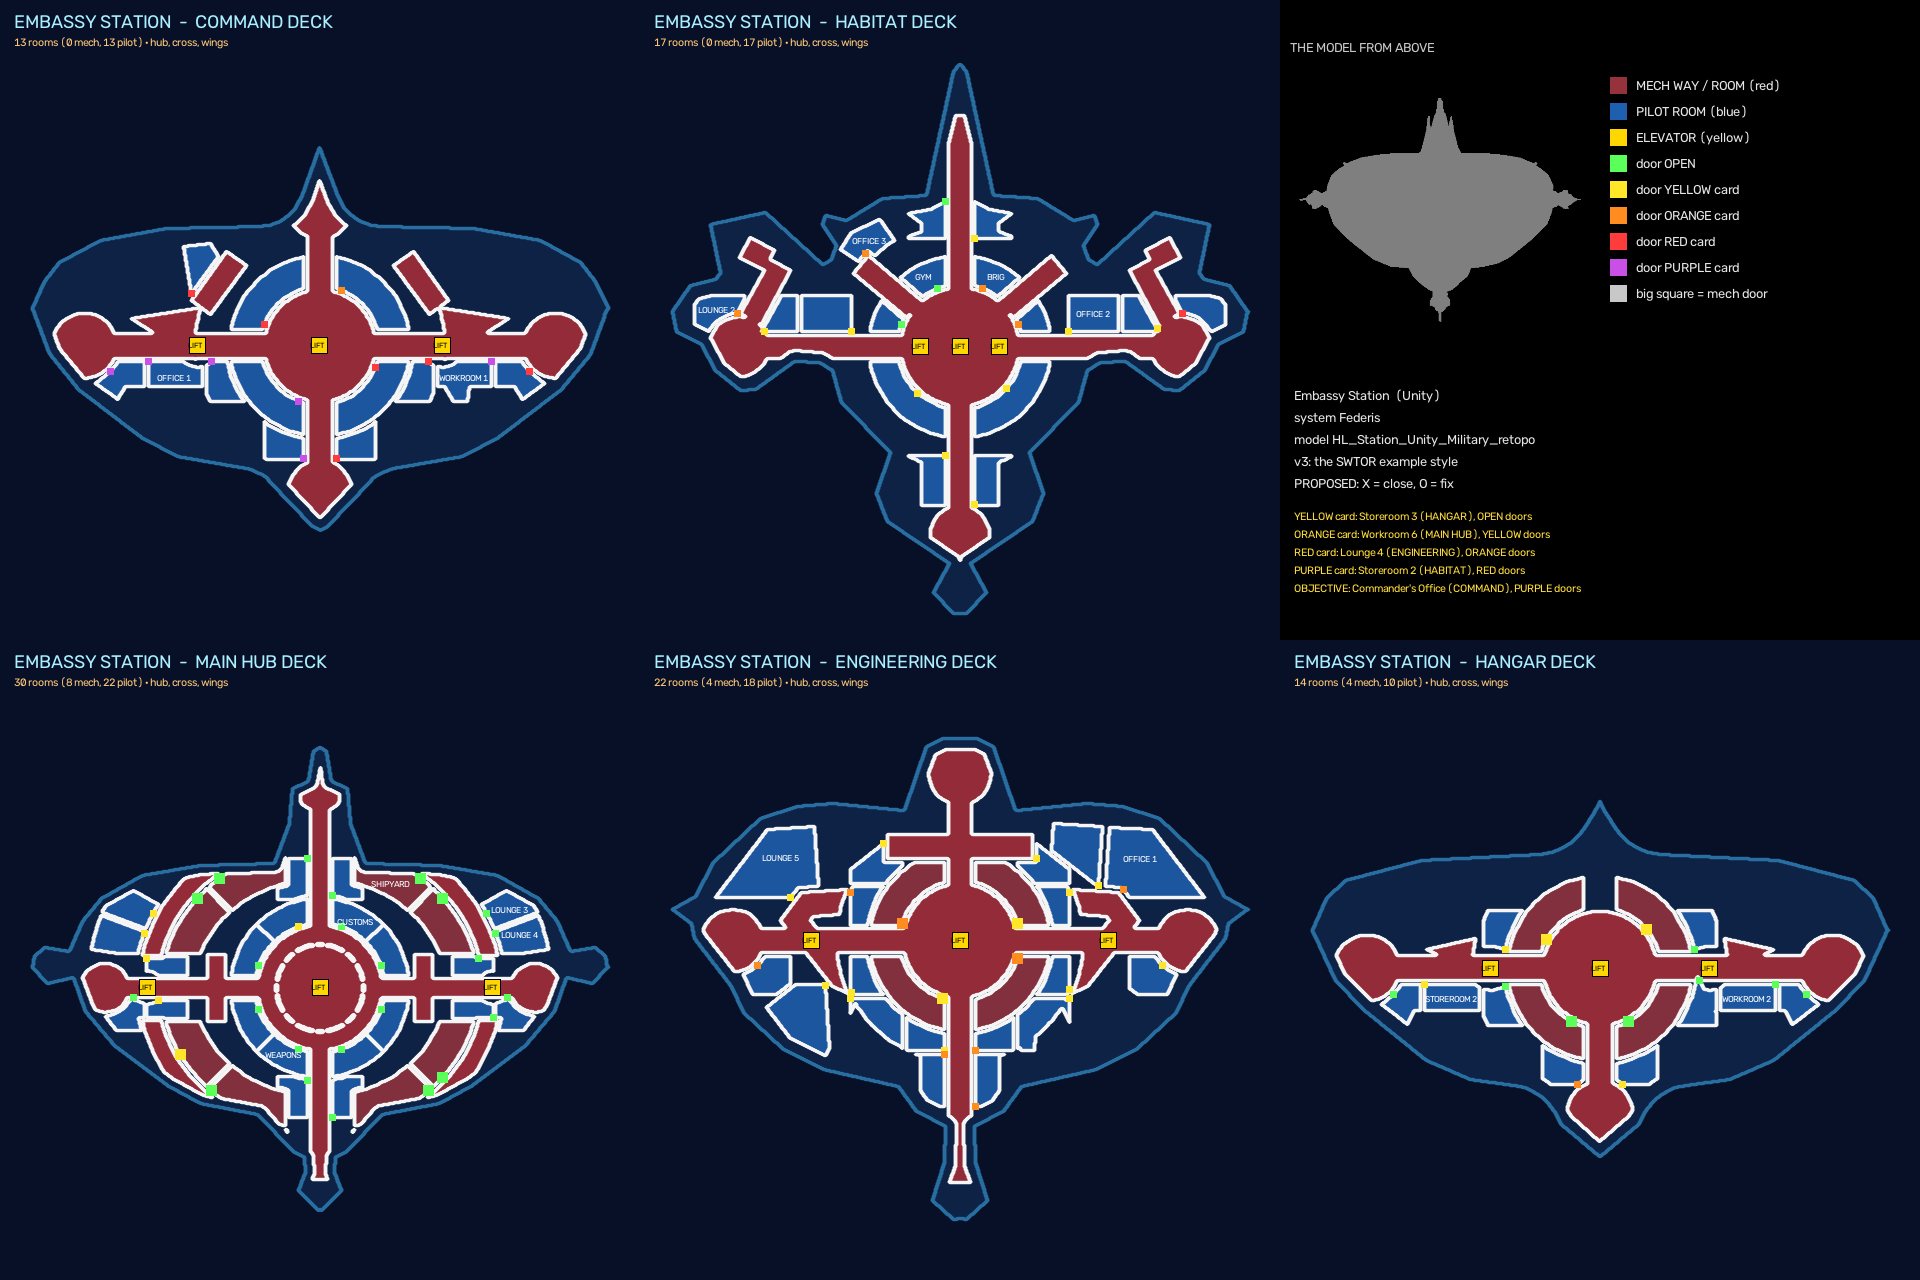 EMBASSY STATION - COMMAND DECK
13 rooms (0 mech, 13 pilot) • hub, cross, wings
LIFT
LIFT
LIFT
OFFICE 1
WORKROOM 1
EMBASSY STATION - HABITAT DECK
17 rooms (0 mech, 17 pilot) • hub, cross, wings
OFFICE 3
GYM
BRIG
LOUNGE 2
OFFICE 2
LIFT
LIFT
LIFT
THE MODEL FROM ABOVE
MECH WAY / ROOM (red)
PILOT ROOM (blue)
ELEVATOR (yellow)
door OPEN
door YELLOW card
door ORANGE card
door RED card
door PURPLE card
big square = mech door
Embassy Station (Unity)
system Federis
model HL_Station_Unity_Military_retopo
v3: the SWTOR example style
PROPOSED: X = close, O = fix
YELLOW card: Storeroom 3 (HANGAR), OPEN doors
ORANGE card: Workroom 6 (MAIN HUB), YELLOW doors
RED card: Lounge 4 (ENGINEERING), ORANGE doors
PURPLE card: Storeroom 2 (HABITAT), RED doors
OBJECTIVE: Commander's Office (COMMAND), PURPLE doors
EMBASSY STATION - MAIN HUB DECK
30 rooms (8 mech, 22 pilot) • hub, cross, wings
SHIPYARD
LOUNGE 3
CUSTOMS
LOUNGE 4
LIFT
LIFT
LIFT
WEAPONS
EMBASSY STATION - ENGINEERING DECK
22 rooms (4 mech, 18 pilot) • hub, cross, wings
LOUNGE 5
OFFICE 1
LIFT
LIFT
LIFT
EMBASSY STATION - HANGAR DECK
14 rooms (4 mech, 10 pilot) • hub, cross, wings
LIFT
LIFT
LIFT
STOREROOM 2
WORKROOM 2